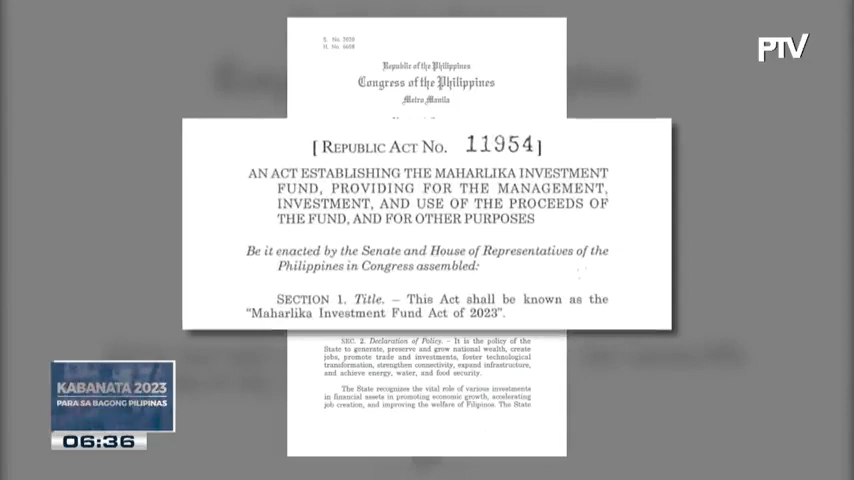 PTV
S. No. 2020
H. No. 6608
Republic of the Philippines
Congress of the Philippines
Metro Manila
[ REPUBLIC ACT NO. 11954 ]
AN ACT ESTABLISHING THE MAHARLIKA INVESTMENT
FUND, PROVIDING FOR THE MANAGEMENT,
INVESTMENT, AND USE OF THE PROCEEDS OF
THE FUND, AND FOR OTHER PURPOSES
Be it enacted by the Senate and House of Representatives of the
Philippines in Congress assembled:
SECTION 1. Title. – This Act shall be known as the
"Maharlika Investment Fund Act of 2023".
SEC. 2. Declaration of Policy. – It is the policy of the
State to generate, preserve and grow national wealth, create
jobs, promote trade and investments, foster technological
transformation, strengthen connectivity, expand infrastructure,
and achieve energy, water, and food security.
The State recognizes the vital role of various investments
in financial assets in promoting economic growth, accelerating
job creation, and improving the welfare of Filipinos. The State
KABANATA 2023
PARA SA BAGONG PILIPINAS
06:36